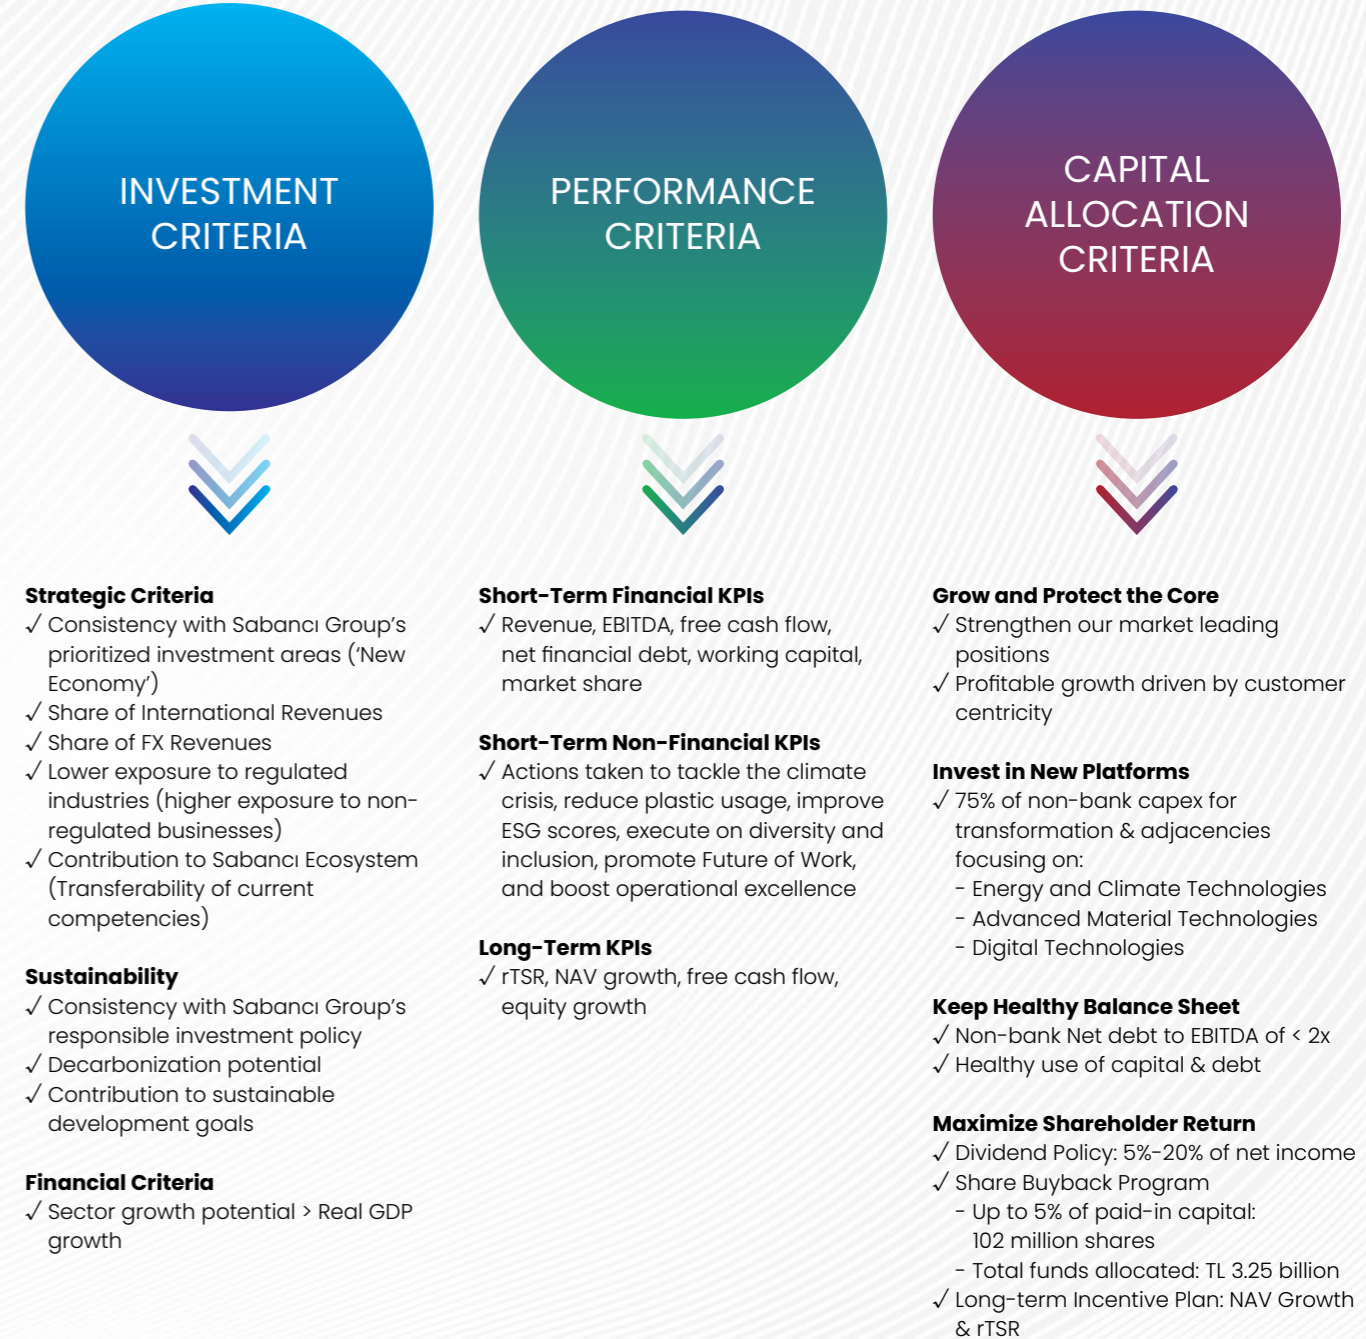 INVESTMENT
CRITERIA
Strategic Criteria
√ Consistency with Sabancı Group's
prioritized investment areas ('New
Economy')
√ Share of International Revenues
√ Share of FX Revenues
√ Lower exposure to regulated
industries (higher exposure to non-
regulated businesses)
√ Contribution to Sabancı Ecosystem
(Transferability of current
competencies)
Sustainability
√ Consistency with Sabancı Group's
responsible investment policy
√ Decarbonization potential
√ Contribution to sustainable
development goals
Financial Criteria
√ Sector growth potential > Real GDP
growth
PERFORMANCE
CRITERIA
Short-Term Financial KPIs
√ Revenue, EBITDA, free cash flow,
net financial debt, working capital,
market share
Short-Term Non-Financial KPIs
√ Actions taken to tackle the climate
crisis, reduce plastic usage, improve
ESG scores, execute on diversity and
inclusion, promote Future of Work,
and boost operational excellence
Long-Term KPIs
√ rTSR, NAV growth, free cash flow,
equity growth
CAPITAL
ALLOCATION
CRITERIA
Grow and Protect the Core
√ Strengthen our market leading
positions
√ Profitable growth driven by customer
centricity
Invest in New Platforms
√ 75% of non-bank capex for
transformation & adjacencies
focusing on:
- Energy and Climate Technologies
- Advanced Material Technologies
- Digital Technologies
Keep Healthy Balance Sheet
√ Non-bank Net debt to EBITDA of < 2x
√ Healthy use of capital & debt
Maximize Shareholder Return
√ Dividend Policy: 5%-20% of net income
√ Share Buyback Program
- Up to 5% of paid-in capital:
102 million shares
- Total funds allocated: TL 3.25 billion
√ Long-term Incentive Plan: NAV Growth
& rTSR